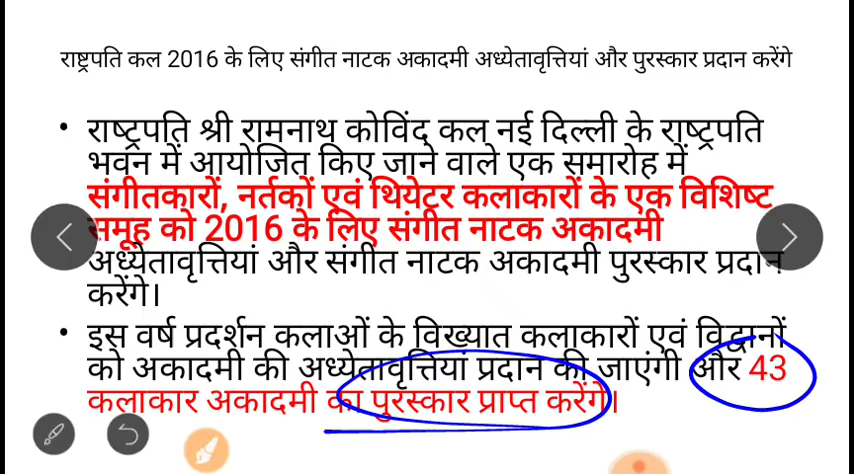 राष्ट्रपति कल 2016 के लिए संगीत नाटक अकादमी अध्येतावृत्तियां और पुरस्कार प्रदान करेंगे
• राष्ट्रपति श्री रामनाथ कोविंद कल नई दिल्ली के राष्ट्रपति
भवन में आयोजित किए जाने वाले एक समारोह में
संगीतकारों, नर्तकों एवं थियेटर कलाकारों के एक विशिष्ट
समूह को 2016 के लिए संगीत नाटक अकादमी
अध्येतावृत्तियां और संगीत नाटक अकादमी पुरस्कार प्रदान
करेंगे।
• इस वर्ष प्रदर्शन कलाओं के विख्यात कलाकारों एवं विद्वानों
को अकादमी की अध्येतावृत्तियां प्रदान की जाएंगी और 43
कलाकार अकादमी का पुरस्कार प्राप्त करेंगे।